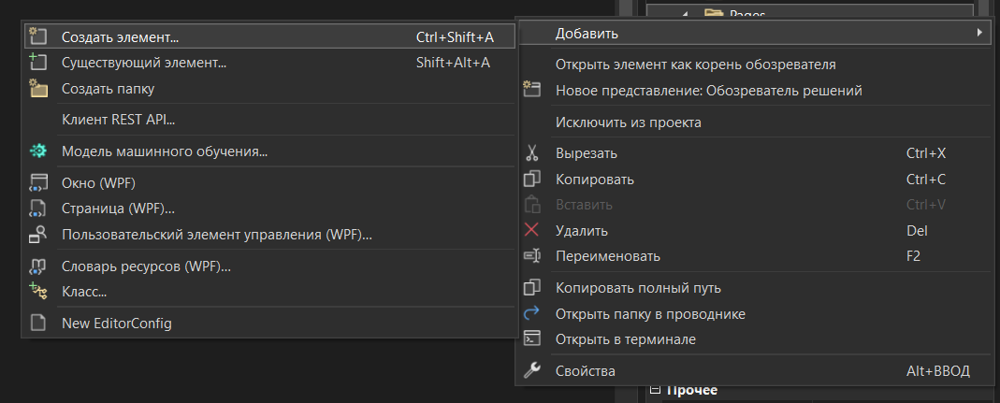 Pages
Создать элемент... Ctrl+Shift+A
Существующий элемент... Shift+Alt+A
Создать папку
Клиент REST API...
Модель машинного обучения...
Окно (WPF)
Страница (WPF)...
Пользовательский элемент управления (WPF)...
Словарь ресурсов (WPF)...
Класс...
New EditorConfig
Добавить
Открыть элемент как корень обозревателя
Новое представление: Обозреватель решений
Исключить из проекта
Вырезать Ctrl+X
Копировать Ctrl+C
Вставить Ctrl+V
Удалить Del
Переименовать F2
Копировать полный путь
Открыть папку в проводнике
Открыть в терминале
Свойства Alt+ВВОД
Прочее